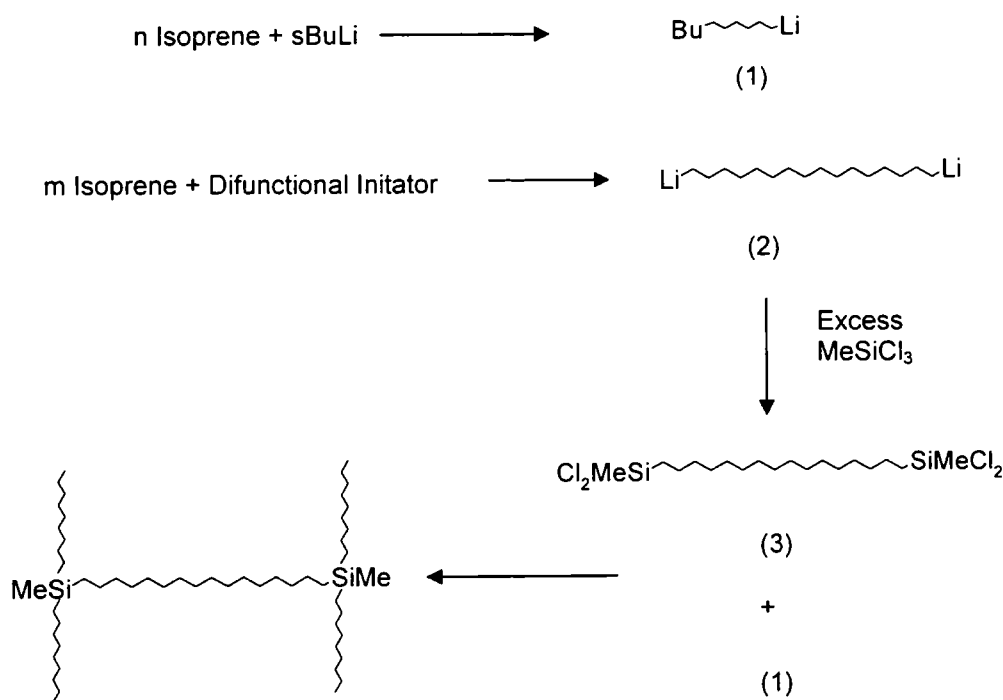 n Isoprene + sBuLi
Bu Li
(1)
m Isoprene + Difunctional Initator
Li Li
(2)
Excess
MeSiCl₃
Cl₂MeSi SiMeCl₂
(3)
MeSi SiMe
+
(1)